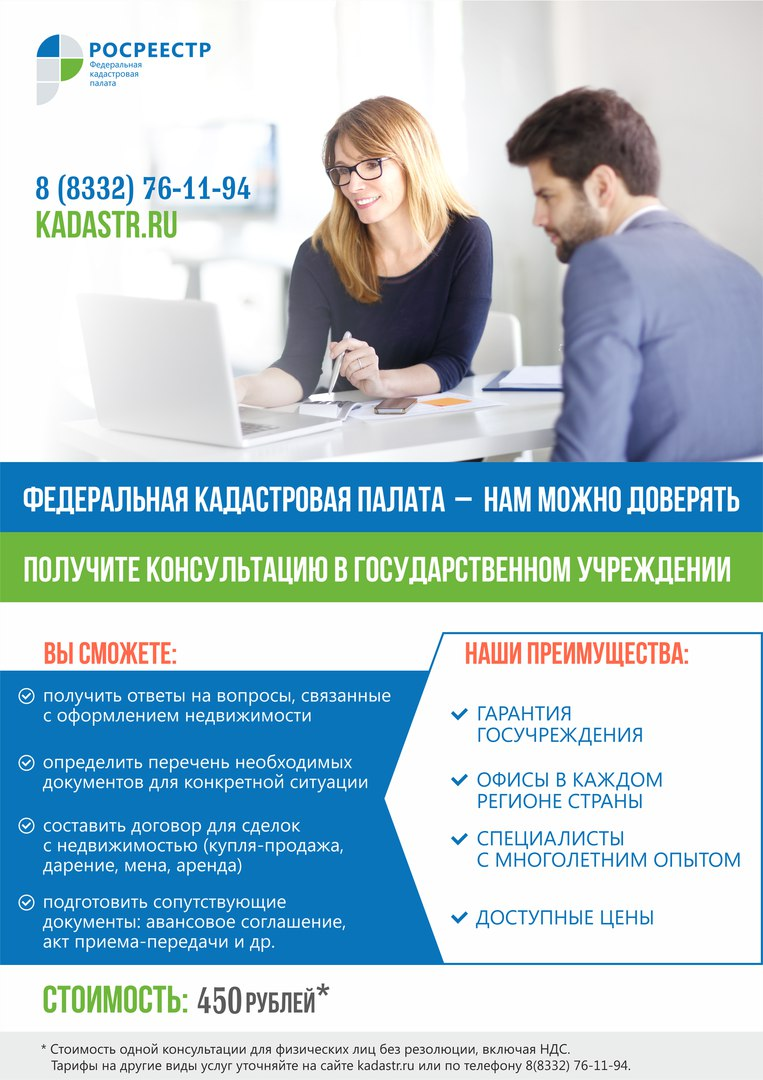 РОСРЕЕСТР
Федеральная
кадастровая
палата
8 (8332) 76-11-94
KADASTR.RU
ФЕДЕРАЛЬНАЯ КАДАСТРОВАЯ ПАЛАТА – НАМ МОЖНО ДОВЕРЯТЬ
ПОЛУЧИТЕ КОНСУЛЬТАЦИЮ В ГОСУДАРСТВЕННОМ УЧРЕЖДЕНИИ
ВЫ СМОЖЕТЕ:
получить ответы на вопросы, связанные
с оформлением недвижимости
определить перечень необходимых
документов для конкретной ситуации
составить договор для сделок
с недвижимостью (купля-продажа,
дарение, мена, аренда)
подготовить сопутствующие
документы: авансовое соглашение,
акт приема-передачи и др.
НАШИ ПРЕИМУЩЕСТВА:
ГАРАНТИЯ
ГОСУЧРЕЖДЕНИЯ
ОФИСЫ В КАЖДОМ
РЕГИОНЕ СТРАНЫ
СПЕЦИАЛИСТЫ
С МНОГОЛЕТНИМ ОПЫТОМ
ДОСТУПНЫЕ ЦЕНЫ
СТОИМОСТЬ: 450 РУБЛЕЙ*
* Стоимость одной консультации для физических лиц без резолюции, включая НДС.
Тарифы на другие виды услуг уточняйте на сайте kadastr.ru или по телефону 8(8332) 76-11-94.